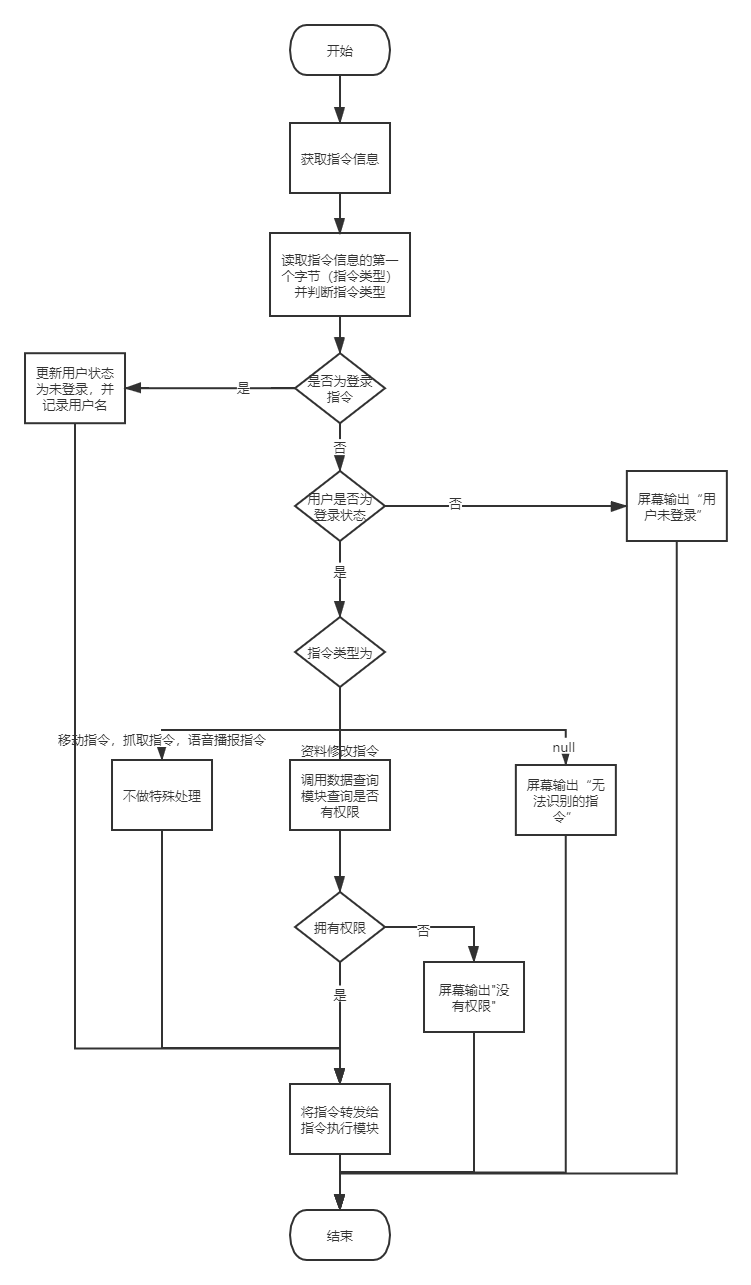 开始
获取指令信息
读取指令信息的第一
个字节（指令类型）
并判断指令类型
更新用户状态
为未登录，并
记录用户名
是
是否为登录
指令
否
用户是否为
登录状态
否
屏幕输出“用
户未登录”
是
指令类型为
移动指令，抓取指令，语音播报指令
资料修改指令
null
不做特殊处理
调用数据查询
模块查询是否
有权限
屏幕输出“无
法识别的指
令”
拥有权限
否
屏幕输出"没
有权限"
是
将指令转发给
指令执行模块
结束